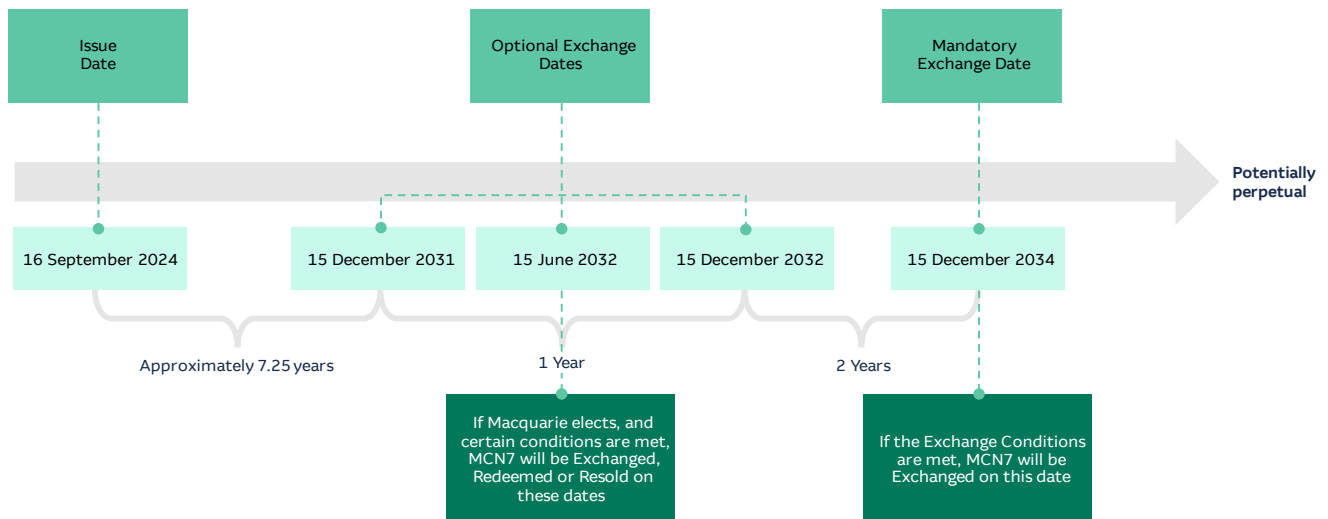 Issue
Date
Optional Exchange
Dates
Mandatory
Exchange Date
Potentially
perpetual
16 September 2024
15 December 2031
15 June 2032
15 December 2032
15 December 2034
Approximately 7.25 years
1 Year
2 Years
If Macquarie elects, and
certain conditions are met,
MCN7 will be Exchanged,
Redeemed or Resold on
these dates
If the Exchange Conditions
are met, MCN7 will be
Exchanged on this date